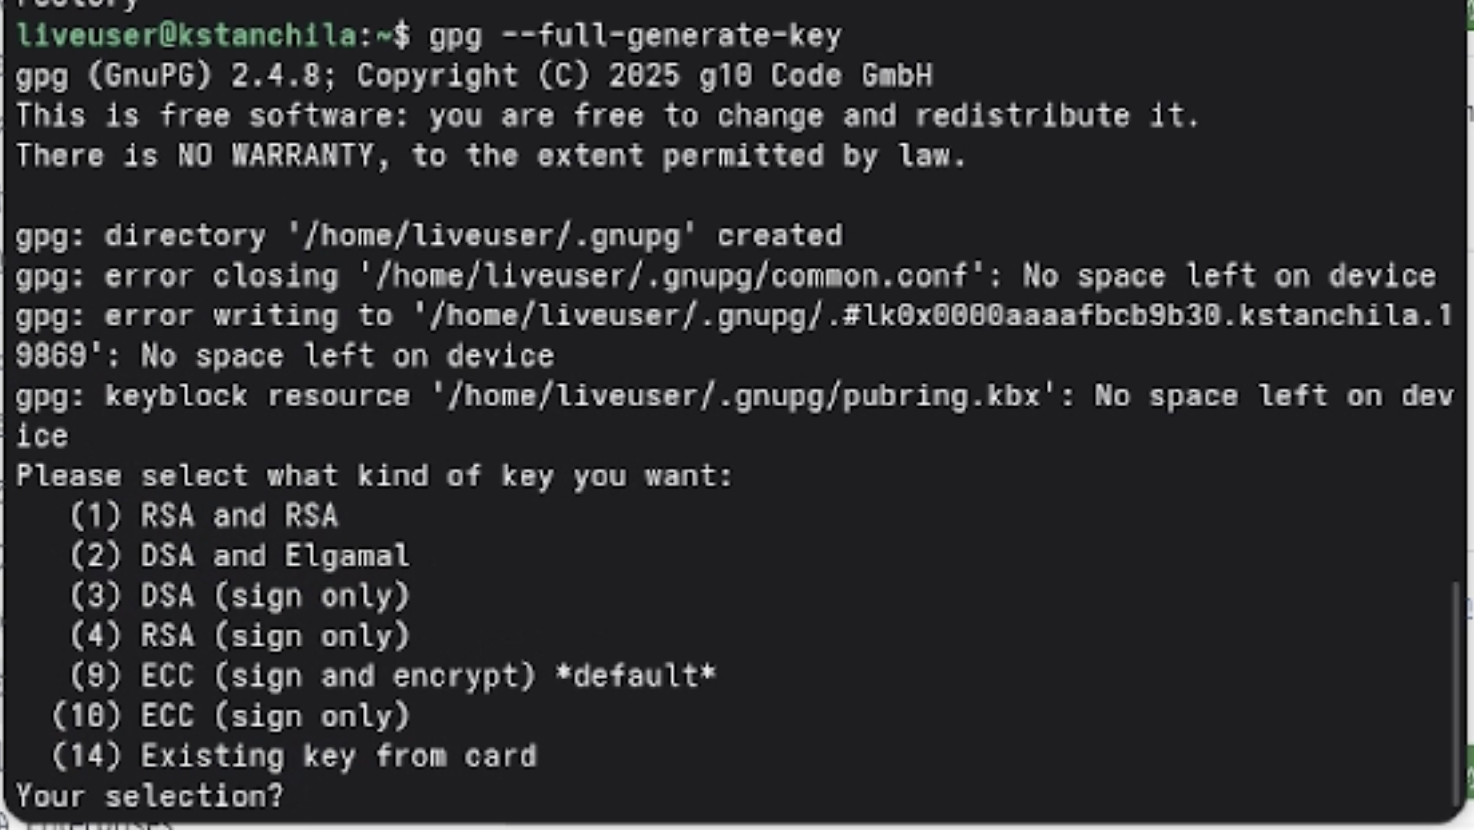 liveuser@kstanchila:~$ gpg --full-generate-key
gpg (GnuPG) 2.4.8; Copyright (C) 2025 g10 Code GmbH
This is free software: you are free to change and redistribute it.
There is NO WARRANTY, to the extent permitted by law.

gpg: directory '/home/liveuser/.gnupg' created
gpg: error closing '/home/liveuser/.gnupg/common.conf': No space left on device
gpg: error writing to '/home/liveuser/.gnupg/.#lk0x0000aaaafbcb9b30.kstanchila.1
9869': No space left on device
gpg: keyblock resource '/home/liveuser/.gnupg/pubring.kbx': No space left on dev
ice
Please select what kind of key you want:
   (1) RSA and RSA
   (2) DSA and Elgamal
   (3) DSA (sign only)
   (4) RSA (sign only)
   (9) ECC (sign and encrypt) *default*
  (10) ECC (sign only)
  (14) Existing key from card
Your selection?